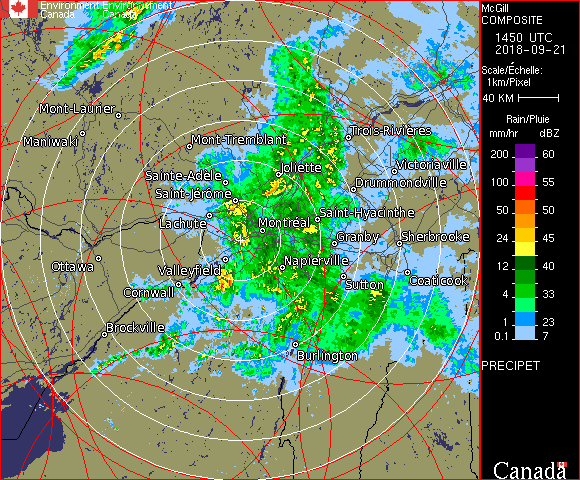 Environment Environnement
Canada Canada
McGill
COMPOSITE
1450 UTC
2018-09-21
Scale/Échelle:
1km/Pixel
40 KM
Rain/Pluie
mm/hr dBZ
200 60
100 55
50 50
24 45
12 40
4 33
1 23
0.1 7
PRECIPET
Canada
Mont-Laurier
Maniwaki
Mont-Tremblant
Trois-Rivières
Joliette
Victoriaville
Sainte-Adèle
Drummondville
Saint-Jérôme
Lachute
Saint-Hyacinthe
Montréal
Granby
Sherbrooke
Ottawa
Valleyfield
Napierville
Cornwall
Sutton
Coaticook
Brockville
Burlington